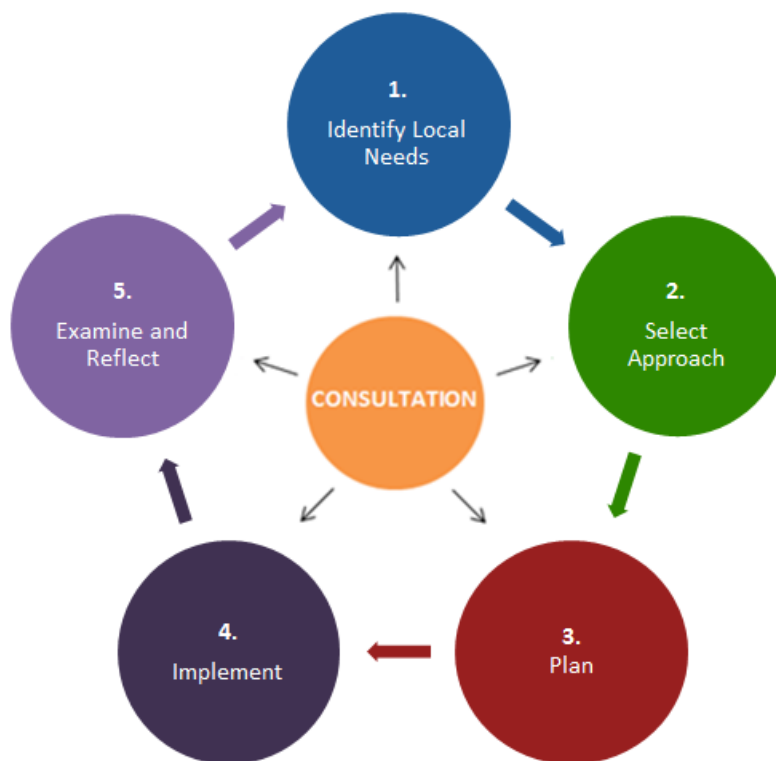 1.
Identify Local
Needs
2.
Select
Approach
3.
Plan
4.
Implement
5.
Examine and
Reflect
CONSULTATION